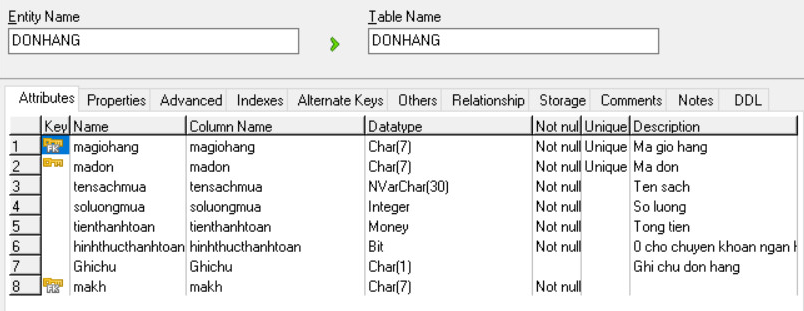 Entity Name Table Name
DONHANG DONHANG
Attributes Properties Advanced Indexes Alternate Keys Others Relationship Storage Comments Notes DDL
Key Name Column Name Datatype Not nul Unique Description
1 FK magiohang magiohang Char(7) Not null Unique Ma gio hang
2 madon madon Char(7) Not null Unique Ma don
3 tensachmua tensachmua NVarChar(30) Not null Ten sach
4 soluongmua soluongmua Integer Not null So luong
5 tienthanhtoan tienthanhtoan Money Not null Tong tien
6 hinhthucthanhtoan hinhthucthanhtoan Bit Not null 0 cho chuyen khoan ngan
7 Ghichu Ghichu Char(1) Ghi chu don hang
8 FK makh makh Char(7) Not null